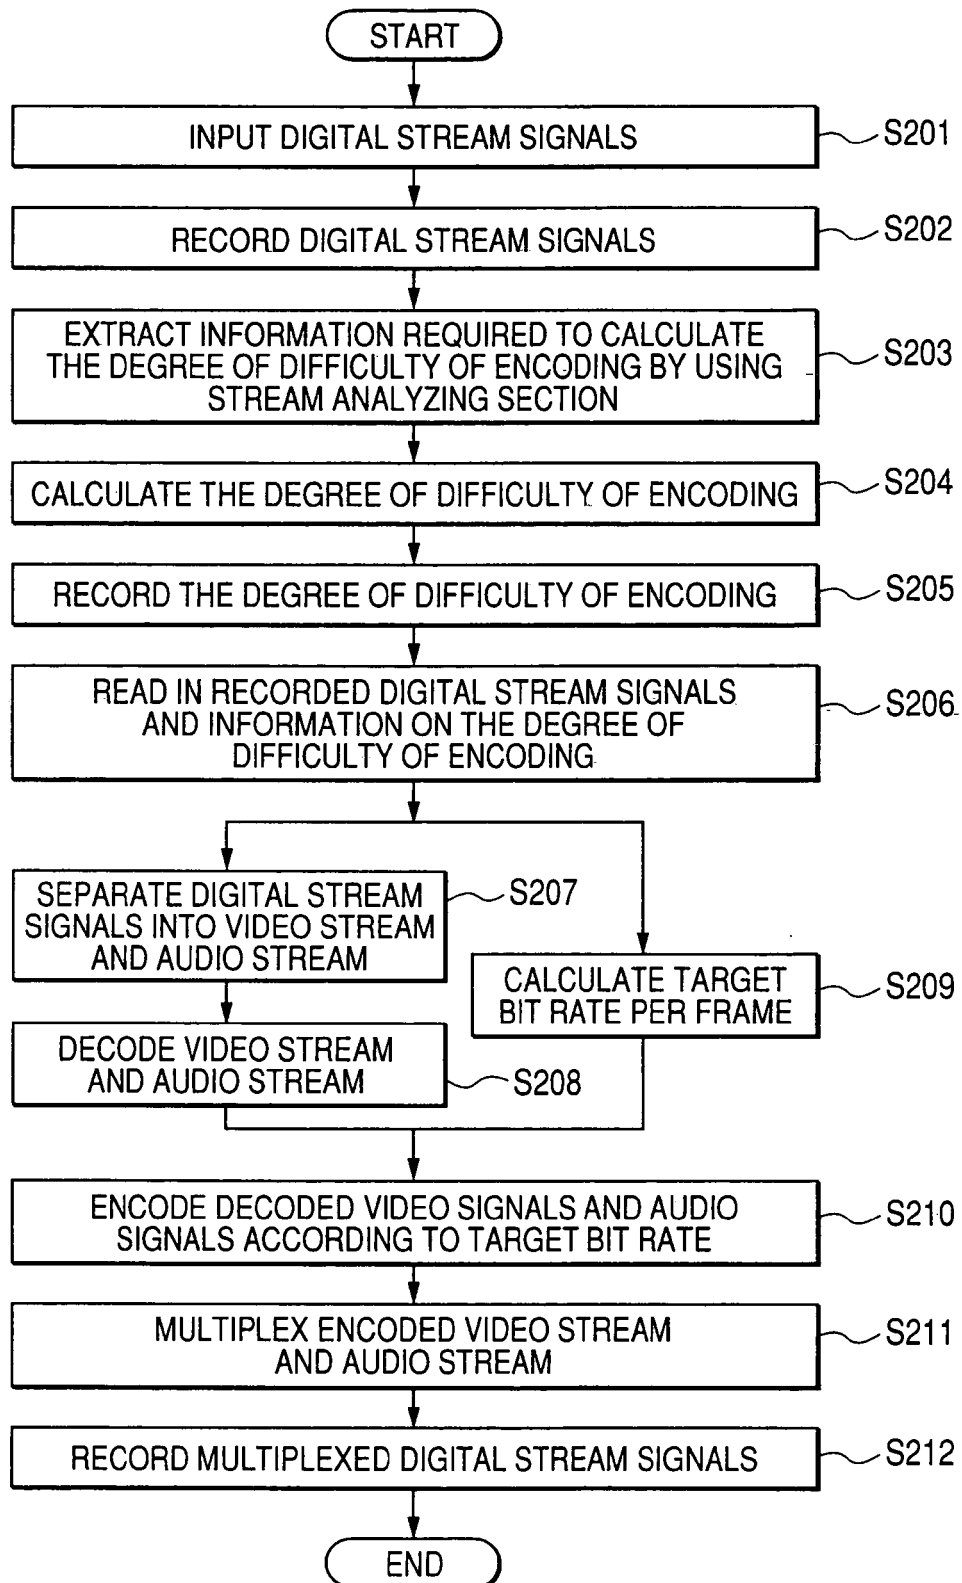 START
INPUT DIGITAL STREAM SIGNALS
S201
RECORD DIGITAL STREAM SIGNALS
S202
EXTRACT INFORMATION REQUIRED TO CALCULATE
THE DEGREE OF DIFFICULTY OF ENCODING BY USING
STREAM ANALYZING SECTION
S203
CALCULATE THE DEGREE OF DIFFICULTY OF ENCODING
S204
RECORD THE DEGREE OF DIFFICULTY OF ENCODING
S205
READ IN RECORDED DIGITAL STREAM SIGNALS
AND INFORMATION ON THE DEGREE OF
DIFFICULTY OF ENCODING
S206
SEPARATE DIGITAL STREAM
SIGNALS INTO VIDEO STREAM
AND AUDIO STREAM
S207
DECODE VIDEO STREAM
AND AUDIO STREAM
S208
CALCULATE TARGET
BIT RATE PER FRAME
S209
ENCODE DECODED VIDEO SIGNALS AND AUDIO
SIGNALS ACCORDING TO TARGET BIT RATE
S210
MULTIPLEX ENCODED VIDEO STREAM
AND AUDIO STREAM
S211
RECORD MULTIPLEXED DIGITAL STREAM SIGNALS
S212
END